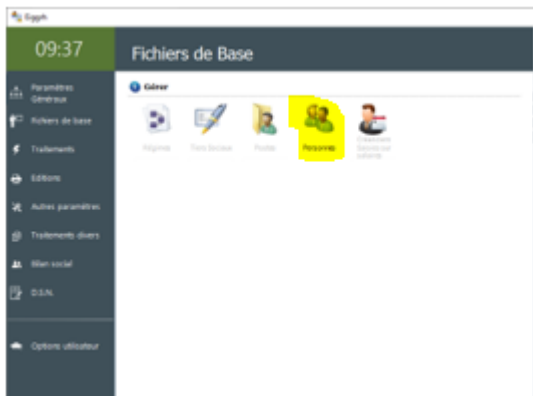 Eggh
09:37
Fichiers de Base
Paramètres
Généraux
Fichiers de base
Traitements
Editions
Autres paramètres
Traitements divers
Bilan social
D.S.N.
Options utilisateur
Gérer
Postes
Personnes